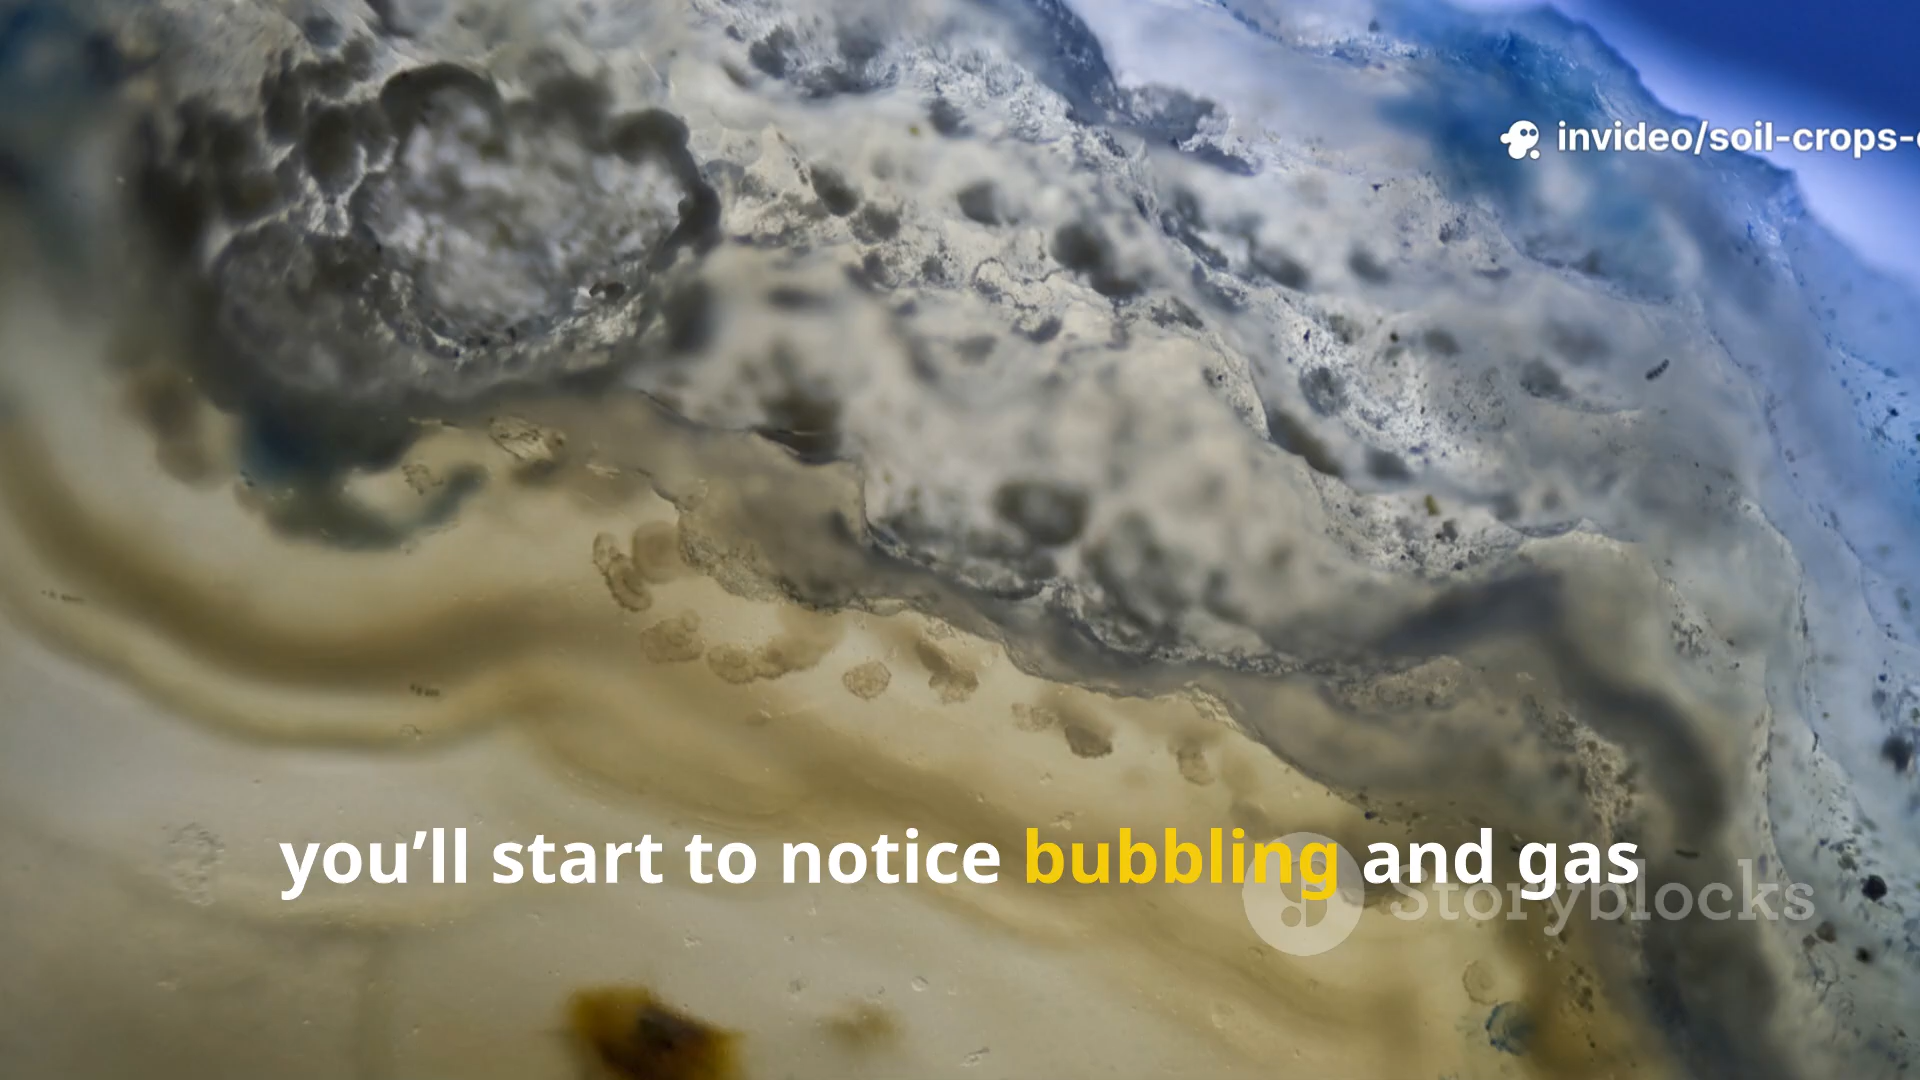 invideo/soil-crops-
you’ll start to notice bubbling and gas
Storyblocks